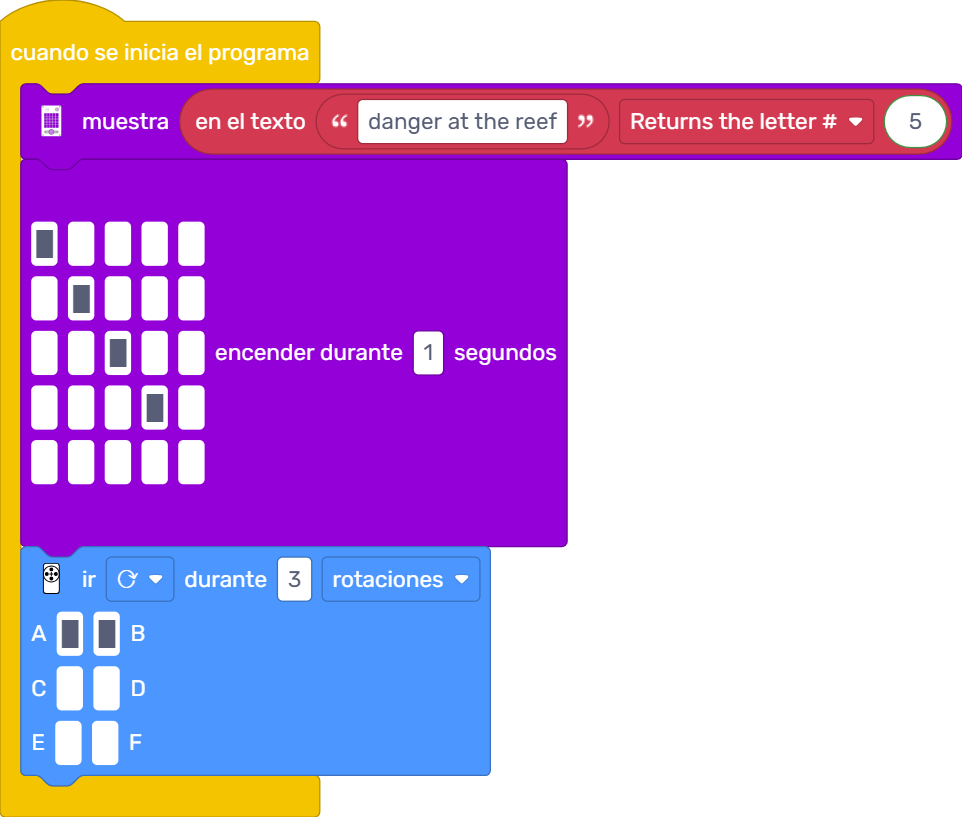 cuando se inicia el programa
muestra en el texto “ danger at the reef ” Returns the letter # 5
encender durante 1 segundos
ir durante 3 rotaciones
A B
C D
E F